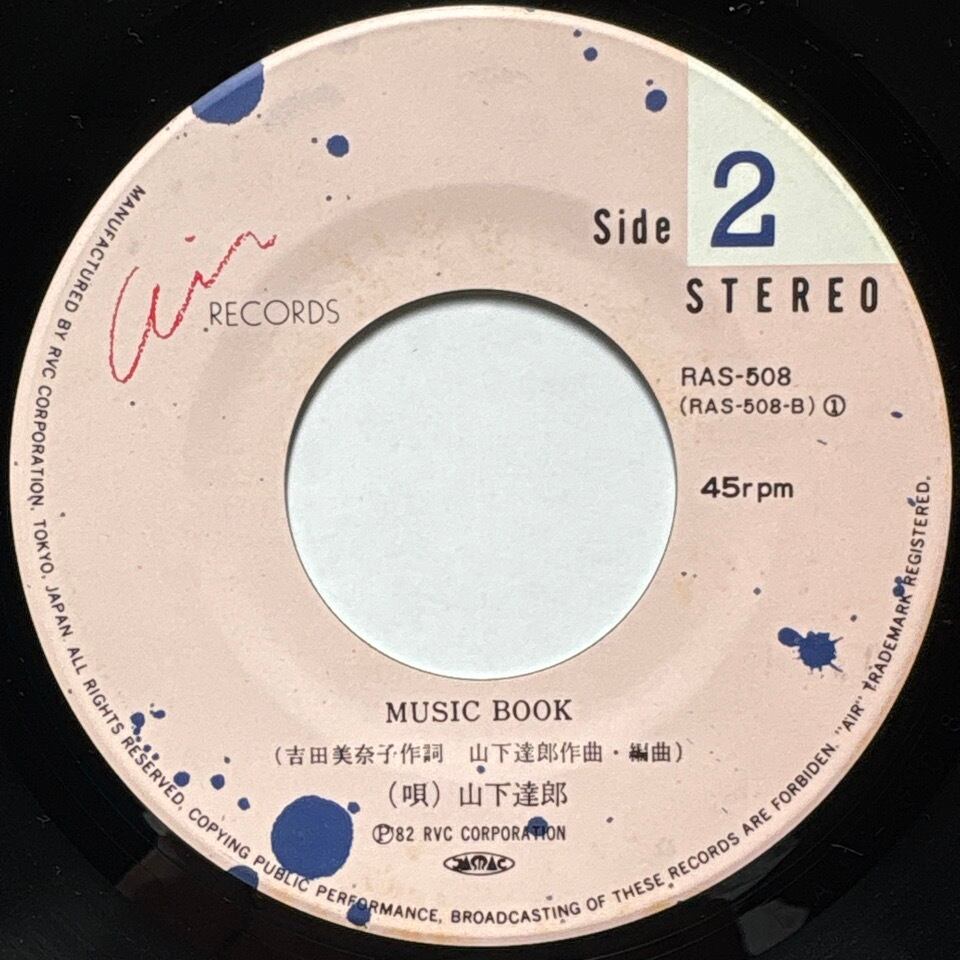 Side 2
STEREO
Air RECORDS
RAS-508
(RAS-508-B) ①
45rpm
MUSIC BOOK
(吉田美奈子作詞 山下達郎作曲・編曲)
(唄) 山下達郎
Ⓟ'82 RVC CORPORATION
JASRAC
MANUFACTURED BY RVC CORPORATION. TOKYO, JAPAN. ALL RIGHTS RESERVED, COPYING PUBLIC PERFORMANCE, BROADCASTING OF THESE RECORDS ARE FORBIDEN. "AIR" TRADEMARK REGISTERED.